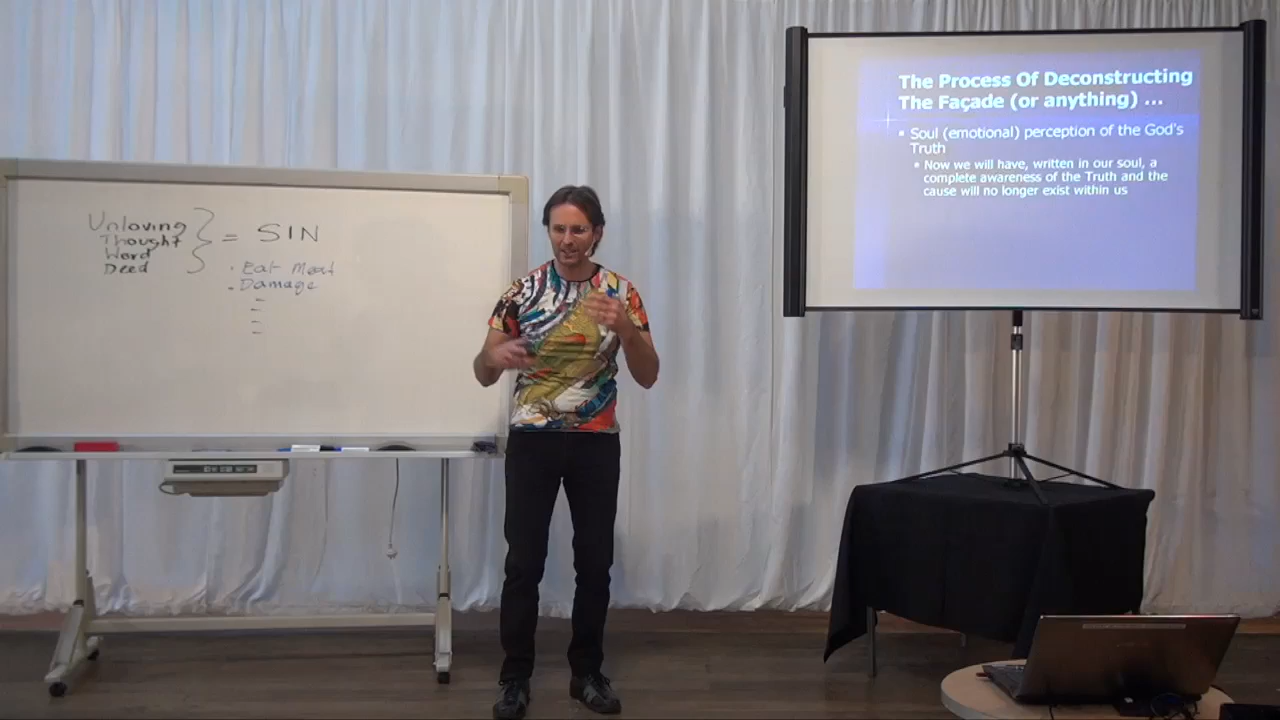 Unloving
Thought
Word
Deed
= SIN
. Eat Meat
. Damage
The Process Of Deconstructing
The Façade (or anything) ...
Soul (emotional) perception of the God's
Truth
Now we will have, written in our soul, a
complete awareness of the Truth and the
cause will no longer exist within us